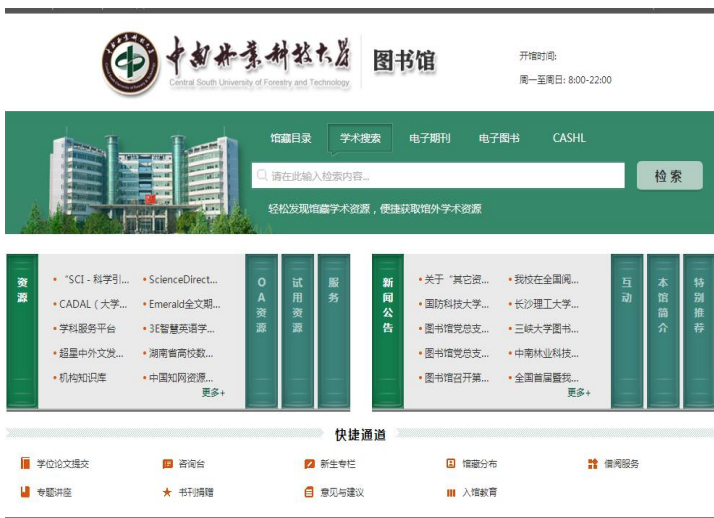 中南林业科技大学
Central South University of Forestry and Technology
图书馆
开馆时间:
周一至周日: 8:00-22:00
馆藏目录 学术搜索 电子期刊 电子图书 CASHL
请在此输入检索内容...
检索
轻松发现馆藏学术资源，便捷获取馆外学术资源
资源
• “SCI - 科学引... • ScienceDirect...
• CADAL ( 大学... • Emerald全文期...
• 学科服务平台 • 3E智慧英语学...
• 超星中外文发... • 湖南省高校数...
• 机构知识库 • 中国知网资源...
更多+
OA资源
试用资源
服务
新闻公告
• 关于“其它资... • 我校在全国阅...
• 国防科技大学... • 长沙理工大学...
• 图书馆党总支... • 三峡大学图书...
• 图书馆党总支... • 中南林业科技...
• 图书馆召开第... • 全国首届暨我...
更多+
互动
本馆简介
特别推荐
快捷通道
学位论文提交 咨询台 新生专栏 馆藏分布 借阅服务
专题讲座 书刊捐赠 意见与建议 入馆教育